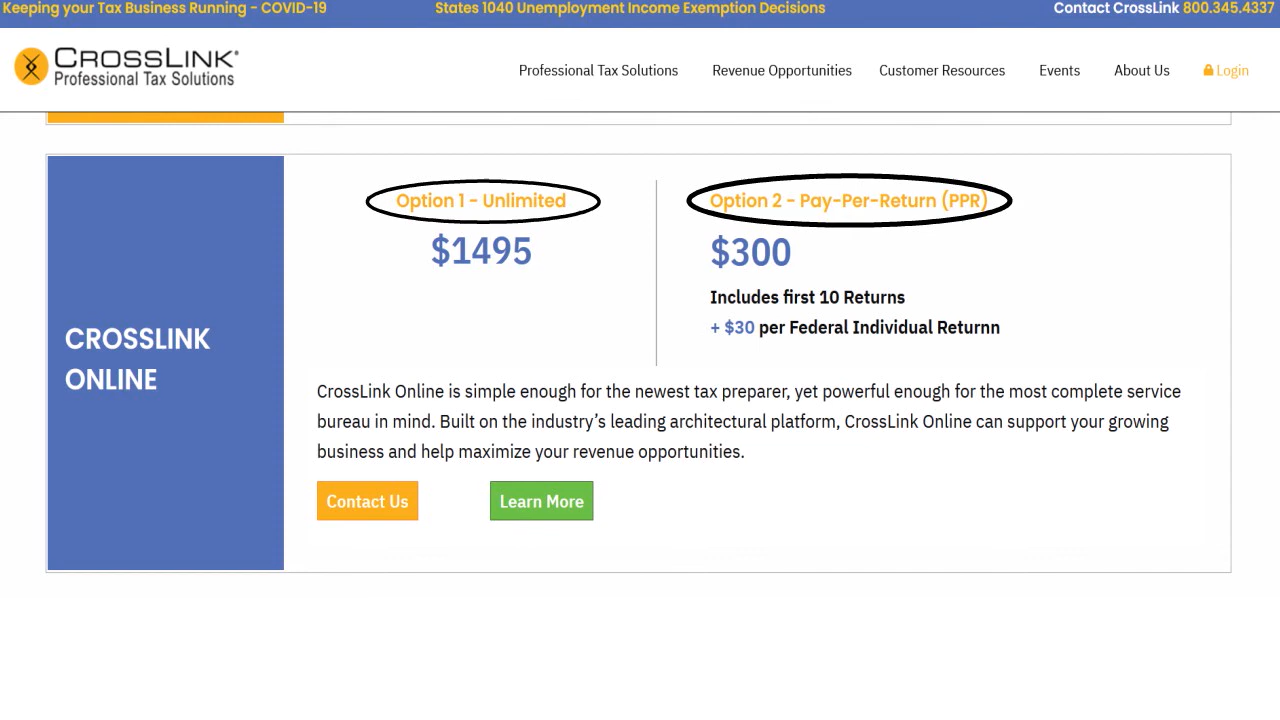 Keeping your Tax Business Running - COVID-19
States 1040 Unemployment Income Exemption Decisions
Contact CrossLink 800.345.4337
CROSSLINK®
Professional Tax Solutions
Professional Tax Solutions
Revenue Opportunities
Customer Resources
Events
About Us
Login
CROSSLINK
ONLINE
Option 1 - Unlimited
$1495
Option 2 - Pay-Per-Return (PPR)
$300
Includes first 10 Returns
+ $30 per Federal Individual Returnn
CrossLink Online is simple enough for the newest tax preparer, yet powerful enough for the most complete service
bureau in mind. Built on the industry’s leading architectural platform, CrossLink Online can support your growing
business and help maximize your revenue opportunities.
Contact Us
Learn More